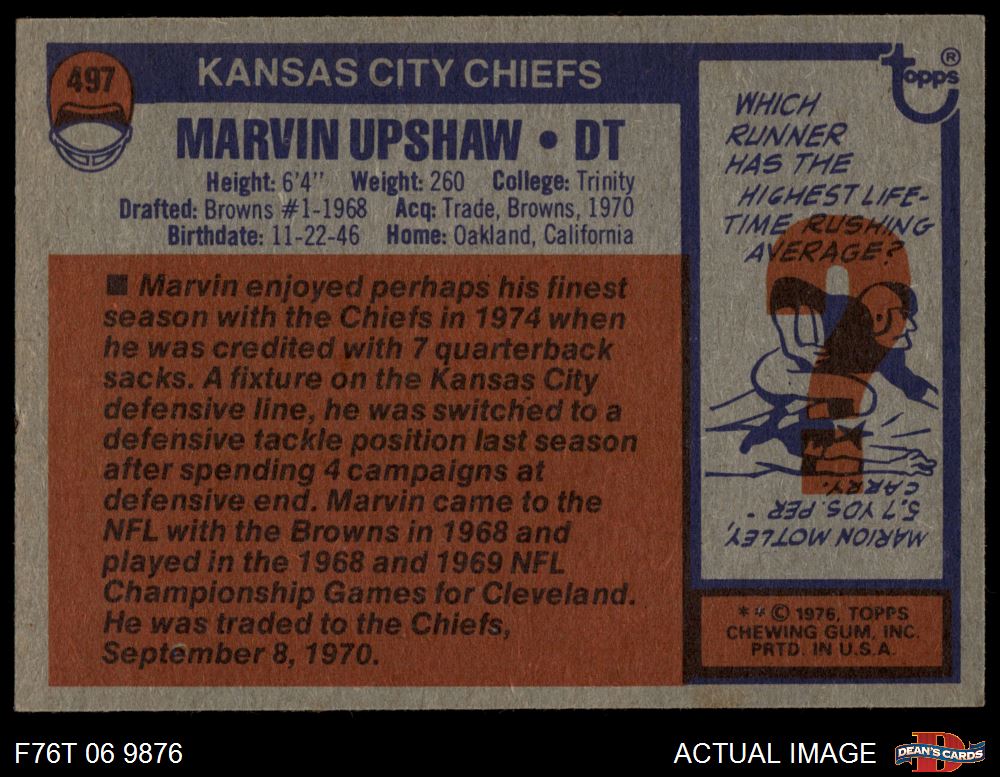 497
KANSAS CITY CHIEFS
MARVIN UPSHAW • DT
Height: 6'4" Weight: 260 College: Trinity
Drafted: Browns #1-1968 Acq: Trade, Browns, 1970
Birthdate: 11-22-46 Home: Oakland, California
■ Marvin enjoyed perhaps his finest
season with the Chiefs in 1974 when
he was credited with 7 quarterback
sacks. A fixture on the Kansas City
defensive line, he was switched to a
defensive tackle position last season
after spending 4 campaigns at
defensive end. Marvin came to the
NFL with the Browns in 1968 and
played in the 1968 and 1969 NFL
Championship Games for Cleveland.
He was traded to the Chiefs,
September 8, 1970.
topps ®
WHICH
RUNNER
HAS THE
HIGHEST LIFE-
TIME RUSHING
AVERAGE?
?
MARION MOTLEY,
5.7 YDS PER -
CARRY.
* * © 1976, TOPPS
CHEWING GUM, INC.
PRTD. IN U.S.A.
F76T 06 9876
ACTUAL IMAGE
D DEAN'S CARDS